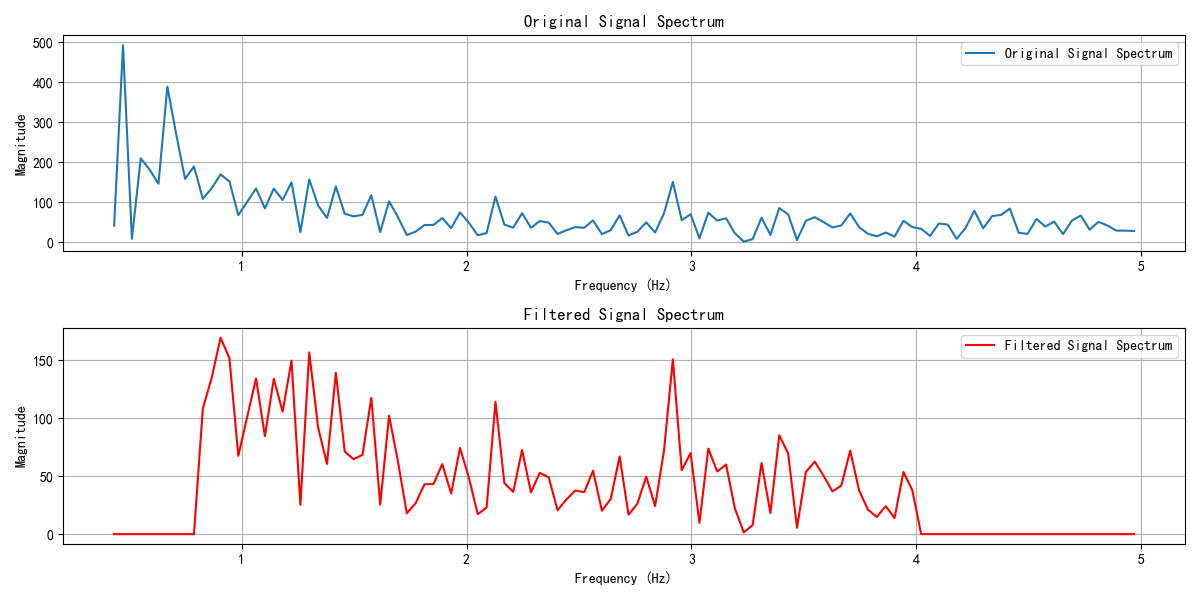 Original Signal Spectrum
500
400
300
200
100
0
Magnitude
Original Signal Spectrum
1
2
3
4
5
Frequency (Hz)
Filtered Signal Spectrum
150
100
50
0
Magnitude
Filtered Signal Spectrum
1
2
3
4
5
Frequency (Hz)